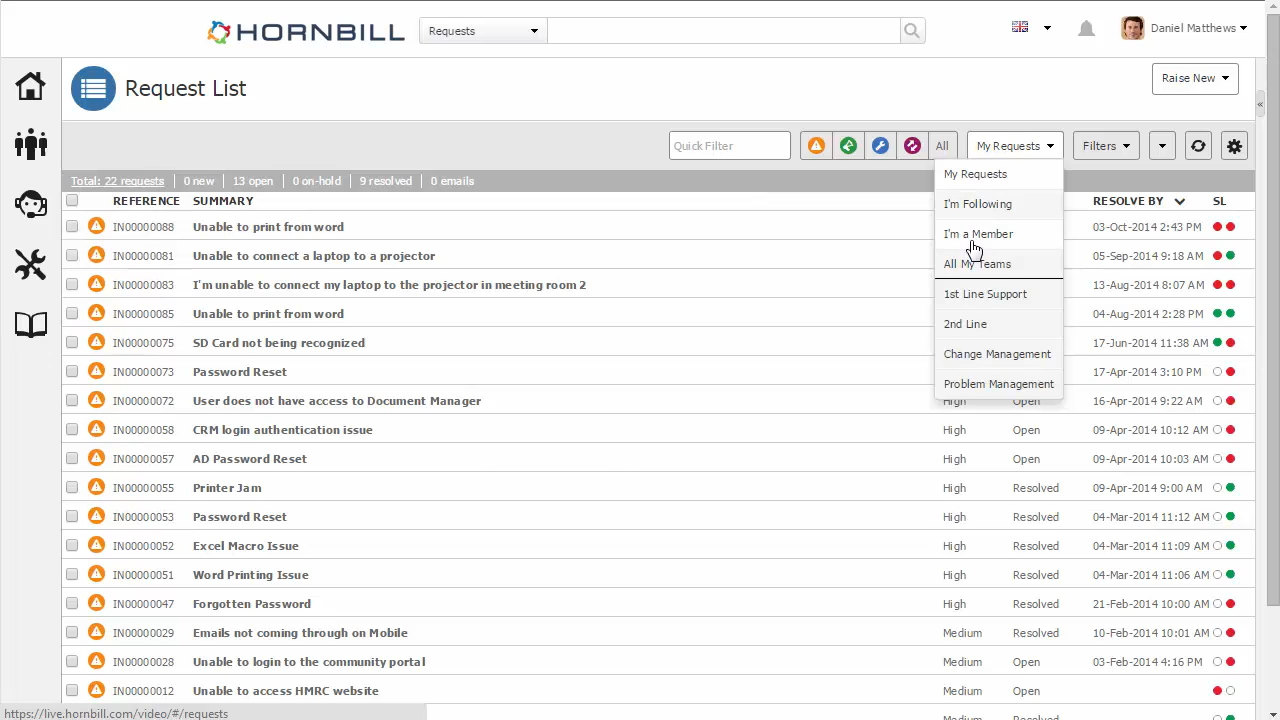 HORNBILL
Requests
Daniel Matthews
Request List
Raise New
Quick Filter
All
My Requests
Filters
My Requests
I'm Following
I'm a Member
All My Teams
1st Line Support
2nd Line
Change Management
Problem Management
Total: 22 requests 0 new 13 open 0 on-hold 9 resolved 0 emails
REFERENCE SUMMARY RESOLVE BY SL
IN00000088 Unable to print from word 03-Oct-2014 2:43 PM
IN00000081 Unable to connect a laptop to a projector 05-Sep-2014 9:18 AM
IN00000083 I'm unable to connect my laptop to the projector in meeting room 2 13-Aug-2014 8:07 AM
IN00000085 Unable to print from word 04-Aug-2014 2:28 PM
IN00000075 SD Card not being recognized 17-Jun-2014 11:38 AM
IN00000073 Password Reset 17-Apr-2014 3:10 PM
IN00000072 User does not have access to Document Manager High Open 16-Apr-2014 9:22 AM
IN00000058 CRM login authentication issue High Open 09-Apr-2014 10:12 AM
IN00000057 AD Password Reset High Open 09-Apr-2014 10:03 AM
IN00000055 Printer Jam High Resolved 09-Apr-2014 9:00 AM
IN00000053 Password Reset High Resolved 04-Mar-2014 11:12 AM
IN00000052 Excel Macro Issue High Resolved 04-Mar-2014 11:09 AM
IN00000051 Word Printing Issue High Resolved 04-Mar-2014 11:06 AM
IN00000047 Forgotten Password High Resolved 21-Feb-2014 10:00 AM
IN00000029 Emails not coming through on Mobile Medium Resolved 10-Feb-2014 10:01 AM
IN00000028 Unable to login to the community portal Medium Open 03-Feb-2014 4:16 PM
IN00000012 Unable to access HMRC website Medium Open
https://live.hornbill.com/video/#/requests